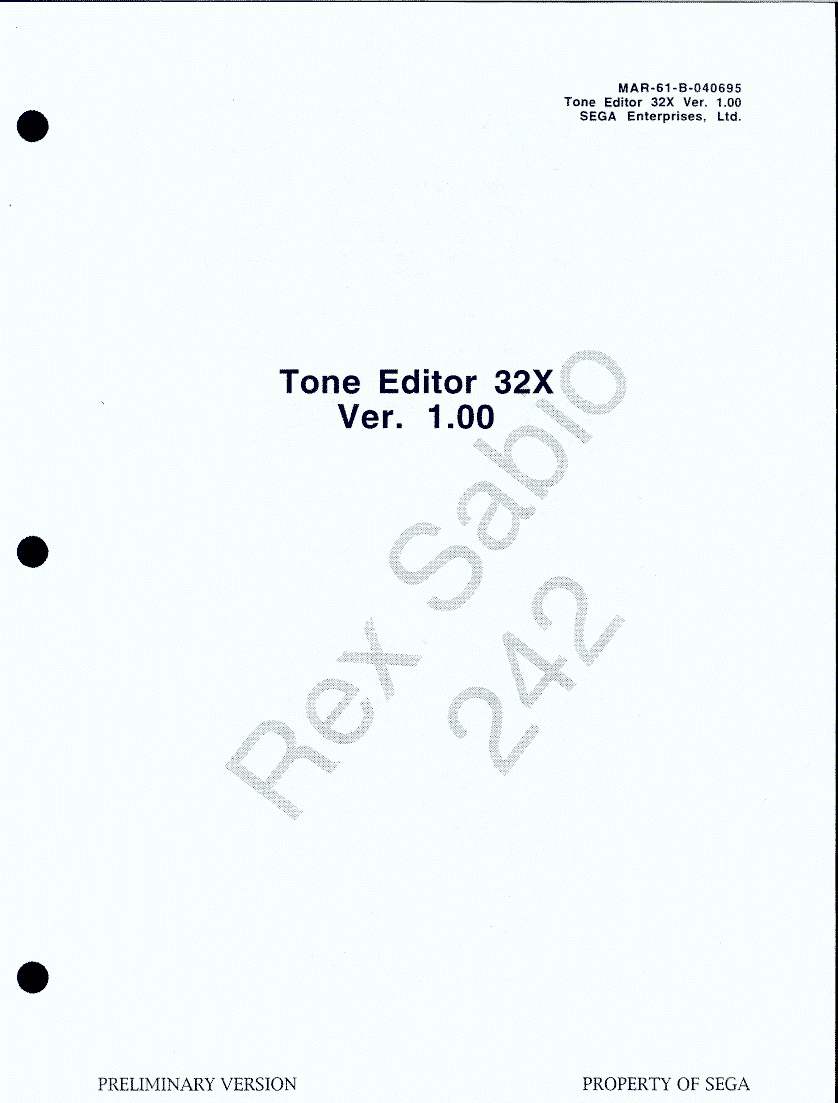 MAR-61-B-040695
Tone Editor 32X Ver. 1.00
SEGA Enterprises, Ltd.
Tone Editor 32X
Ver. 1.00
Rex Sabio
242
PRELIMINARY VERSION
PROPERTY OF SEGA